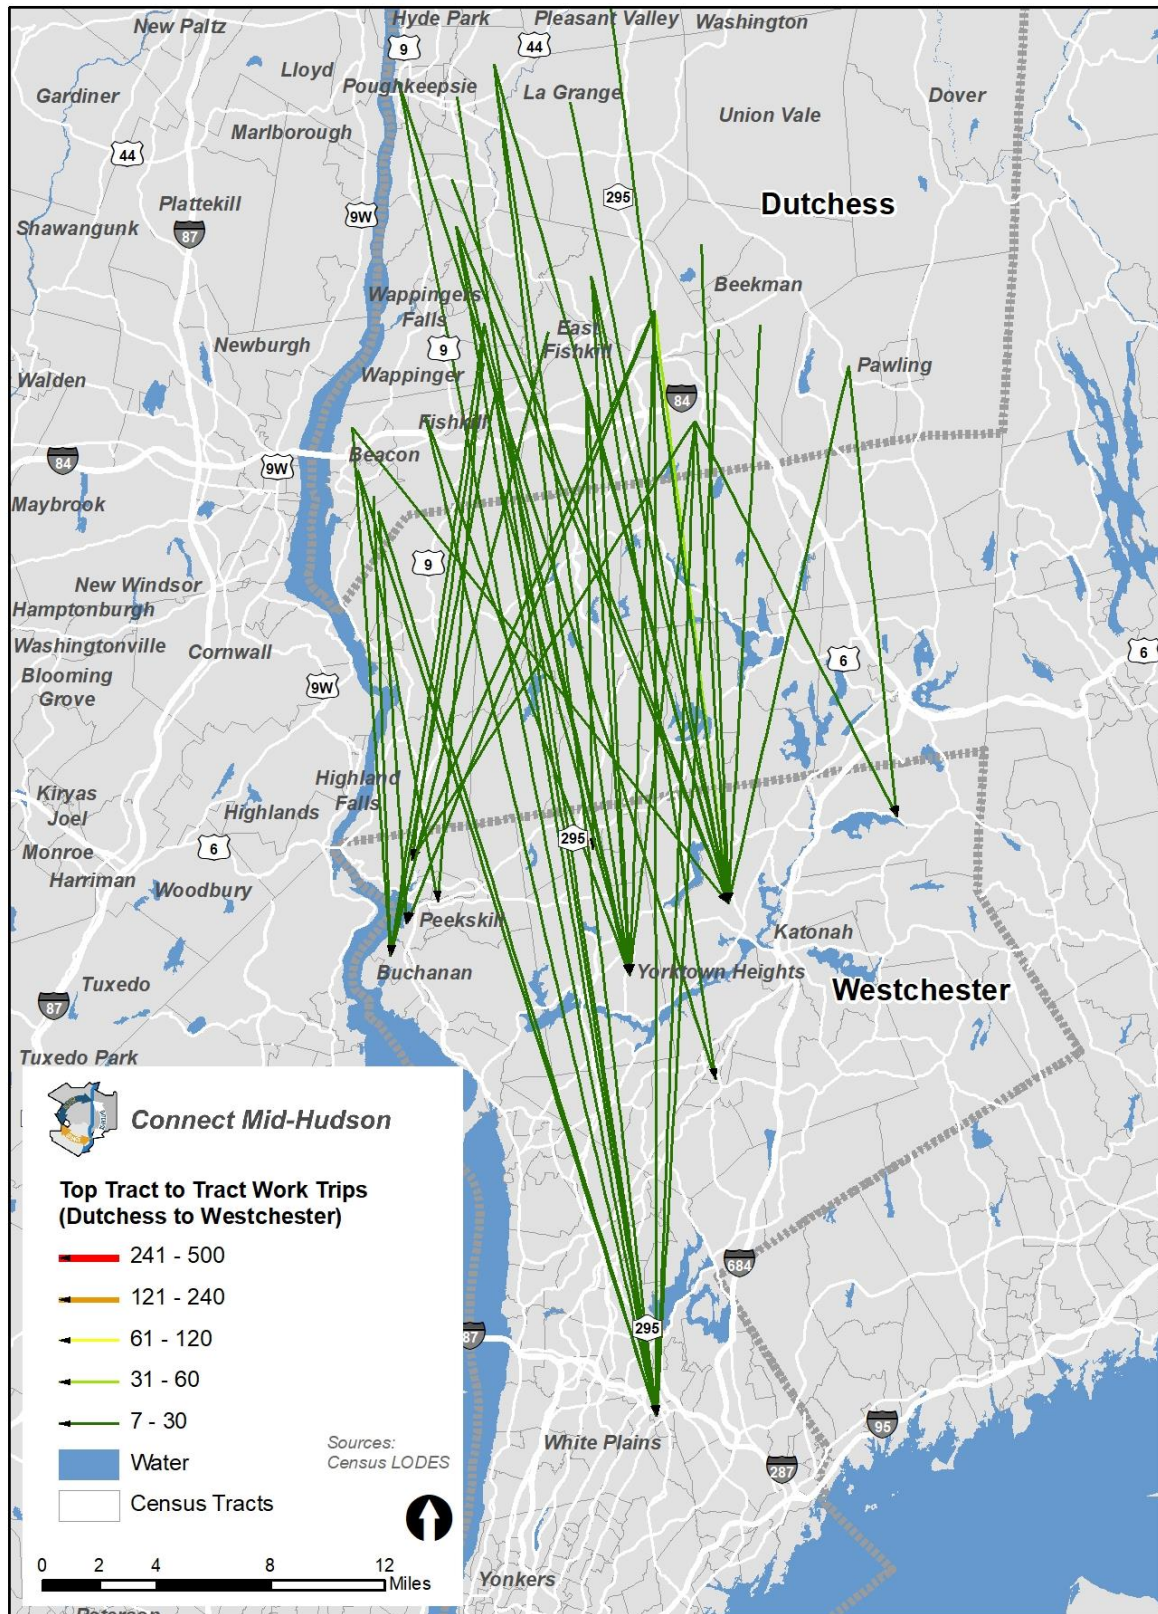 New Paltz
Hyde Park
Pleasant Valley
Washington
9
44
Lloyd
Gardiner
Poughkeepsie
La Grange
Dover
Marlborough
Union Vale
44
295
Dutchess
Plattekill
9W
Shawangunk
87
Beekman
Wappingers
Falls
East
Fishkill
Newburgh
9
Wappinger
Pawling
Walden
84
Fishkill
Beacon
84
9W
Maybrook
9
New Windsor
Hamptonburgh
Washingtonville
Cornwall
6
6
Blooming
Grove
9W
Highland
Falls
Kiryas
Joel
Highlands
295
Monroe
6
Harriman
Woodbury
Peekskill
Katonah
Buchanan
Yorktown Heights
Tuxedo
87
Westchester
Tuxedo Park
Connect Mid-Hudson
Top Tract to Tract Work Trips
(Dutchess to Westchester)
241 - 500
121 - 240
61 - 120
31 - 60
7 - 30
Water
Census Tracts
Sources:
Census LODES
0 2 4 8 12
Miles
684
87
295
White Plains
95
287
Yonkers